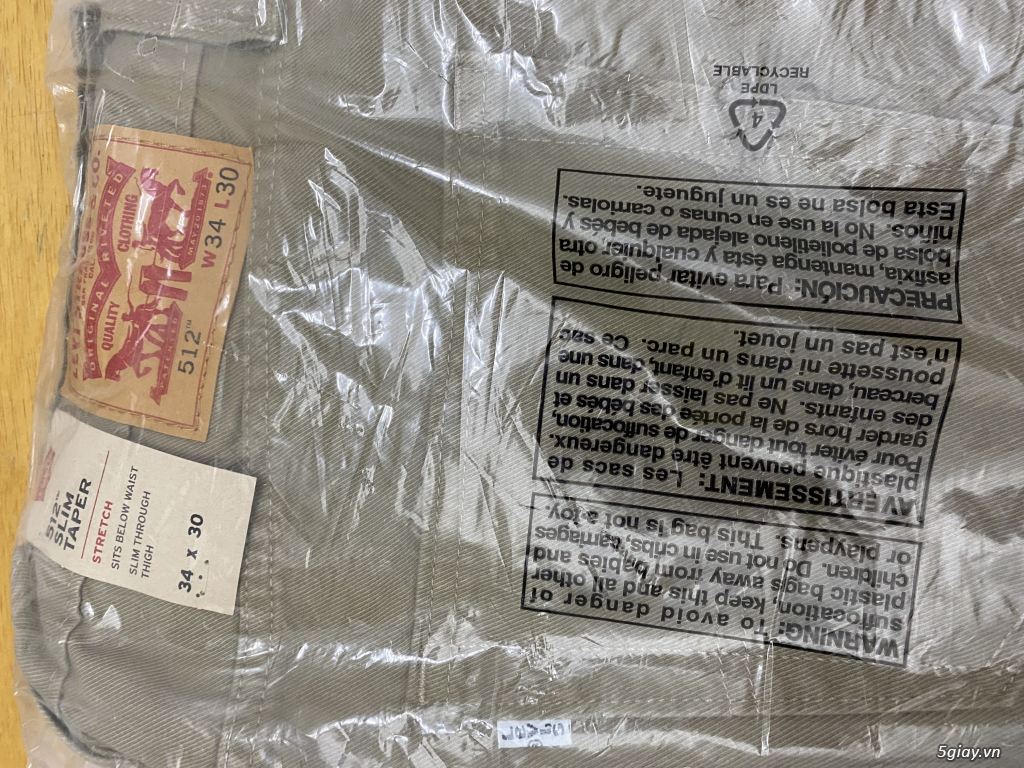 ORIGINAL RIVETED
QUALITY CLOTHING
MAY 20 1873
512™ W34 L30
512™
SLIM
TAPER
STRETCH
SITS BELOW WAIST
SLIM THROUGH
THIGH
34 x 30
WARNING: To avoid danger of
suffocation, keep this and all other
plastic bags away from babies and
children. Do not use in cribs, carriages
or playpens. This bag is not a toy.
AVERTISSEMENT: Les sacs de
plastique peuvent être dangereux.
Pour éviter tout danger de suffocation,
garder hors de la portée des bébés et
des enfants. Ne pas laisser dans un
berceau, dans un lit d'enfant, dans une
poussette ni dans un parc. Ce sac
n'est pas un jouet.
PRECAUCIÓN: Para evitar peligro de
asfixia, mantenga ésta y cualquier, otra
bolsa de polietileno alejada de bebés y
ninos. No la use en cunas o carriolas.
Esta bolsa ne es un juguete.
4
LDPE
RECYCLABLE
5giay.vn